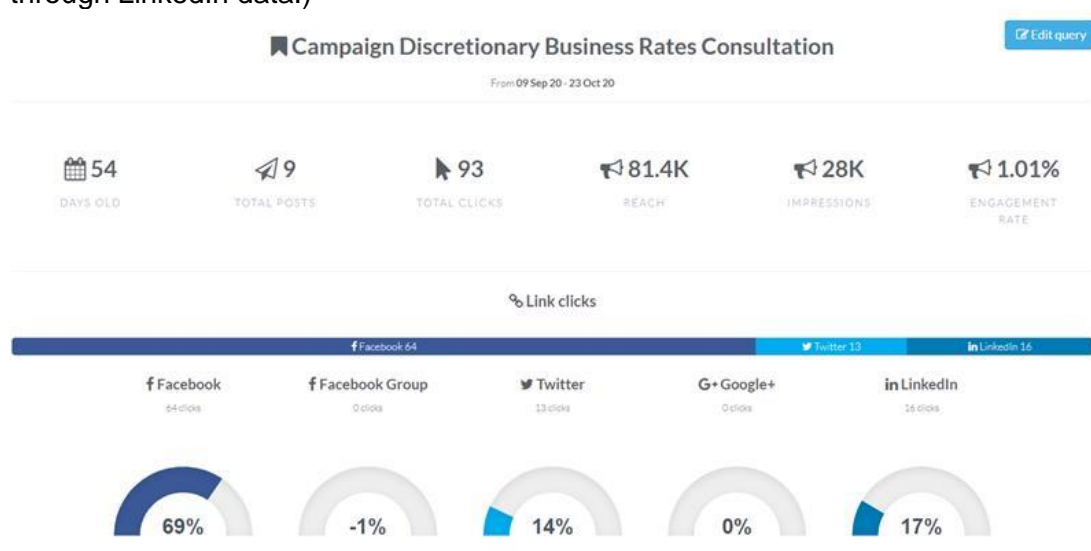 through LinkedIn data.)
Campaign Discretionary Business Rates Consultation
Edit query
From 09 Sep 20 - 23 Oct 20
54 9 93 81.4K 28K 1.01%
DAYS OLD TOTAL POSTS TOTAL CLICKS REACH IMPRESSIONS ENGAGEMENT
RATE
Link clicks
Facebook 64 Twitter 13 in LinkedIn 16
f Facebook f Facebook Group Twitter G+ Google+ in LinkedIn
64 clicks 0 clicks 13 clicks 0 clicks 16 clicks
69% -1% 14% 0% 17%